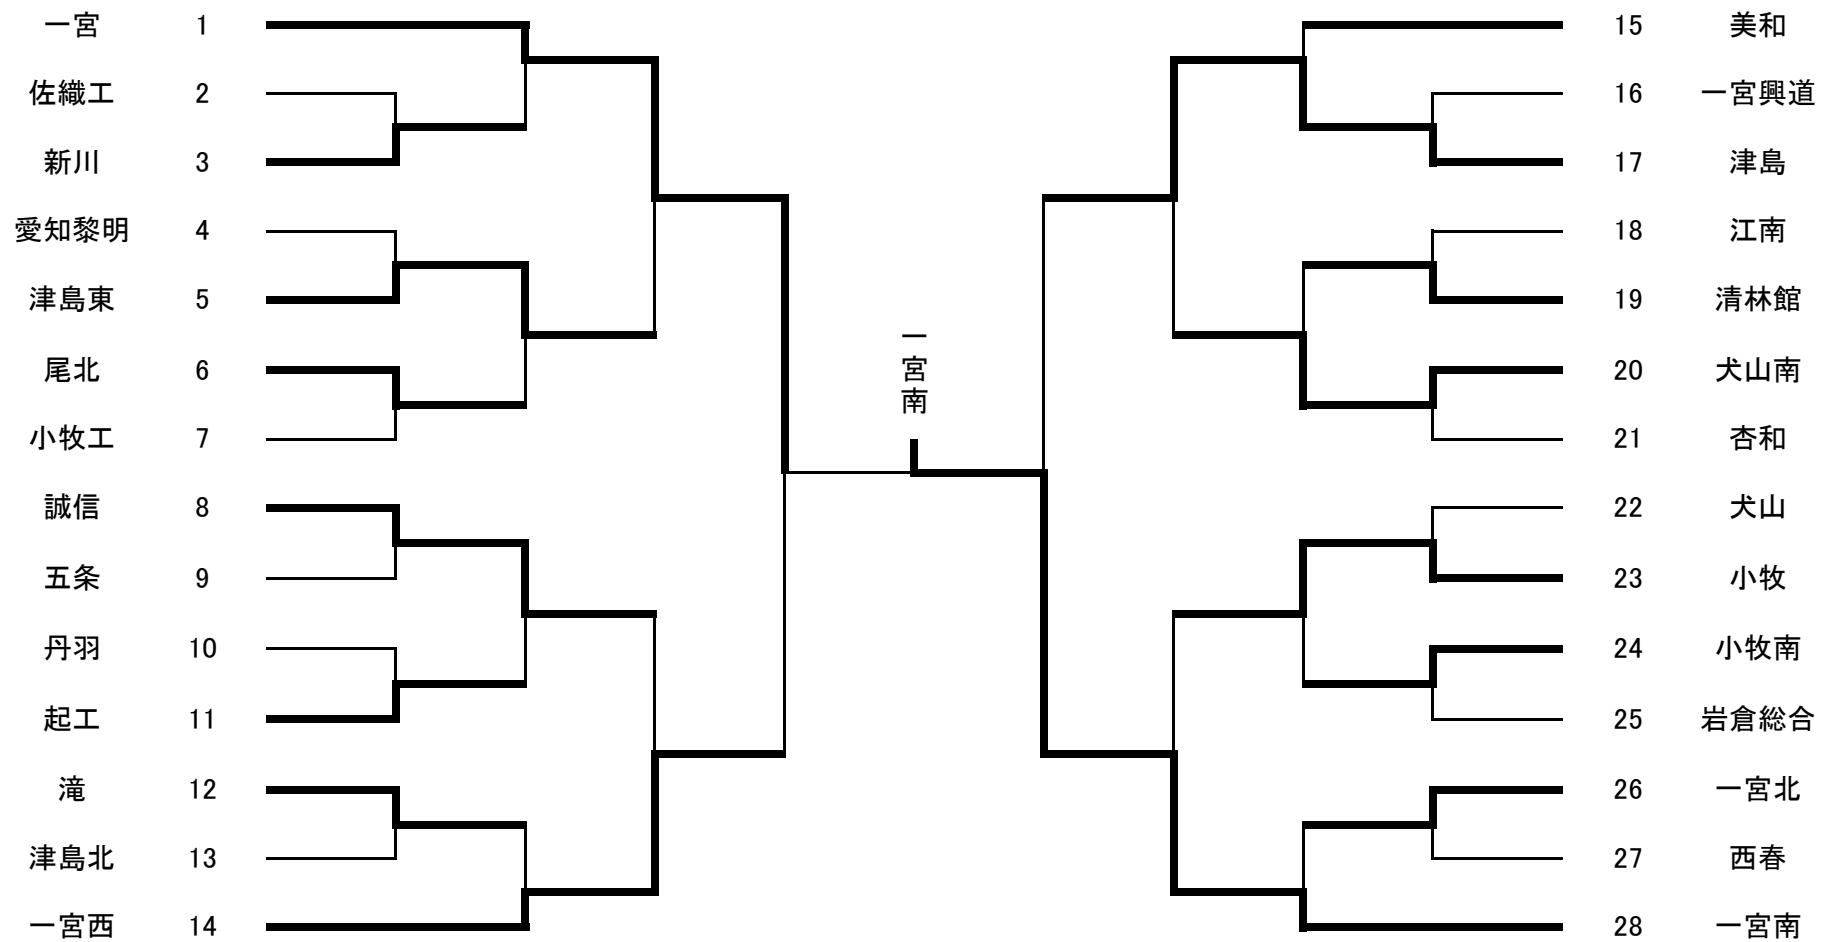 一宮 1
佐織工 2
新川 3
愛知黎明 4
津島東 5
尾北 6
小牧工 7
誠信 8
五条 9
丹羽 10
起工 11
滝 12
津島北 13
一宮西 14
一宮南
15 美和
16 一宮興道
17 津島
18 江南
19 清林館
20 犬山南
21 杏和
22 犬山
23 小牧
24 小牧南
25 岩倉総合
26 一宮北
27 西春
28 一宮南